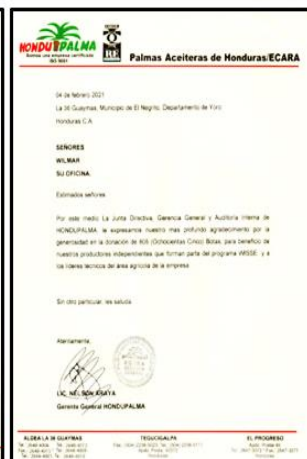 HONDUPALMA
Somos una empresa certificada
ISO 9001
Palmas Aceiteras de Honduras/ECARA
04 de febrero 2021
La 36 Guaymas, Municipio de El Negrito, Departamento de Yoro
Honduras C.A.
SEÑORES
WILMAR
SU OFICINA.
Estimados señores
Por este medio La Junta Directiva, Gerencia General y Auditoria Interna de
HONDUPALMA, le expresamos nuestro mas profundo agradecimiento por la
generosidad en la donación de 805 (Ochocientas Cinco) Botas, para beneficio de
nuestros productores independientes que forman parte del programa WISSE y a
los líderes técnicos del área agrícola de la empresa.
Sin otro particular, les saluda
Atentamente,
LIC. NELSON ARAYA
Gerente General HONDUPALMA
ALDEA LA 36 GUAYMAS
TEGUCIGALPA
EL PROGRESO